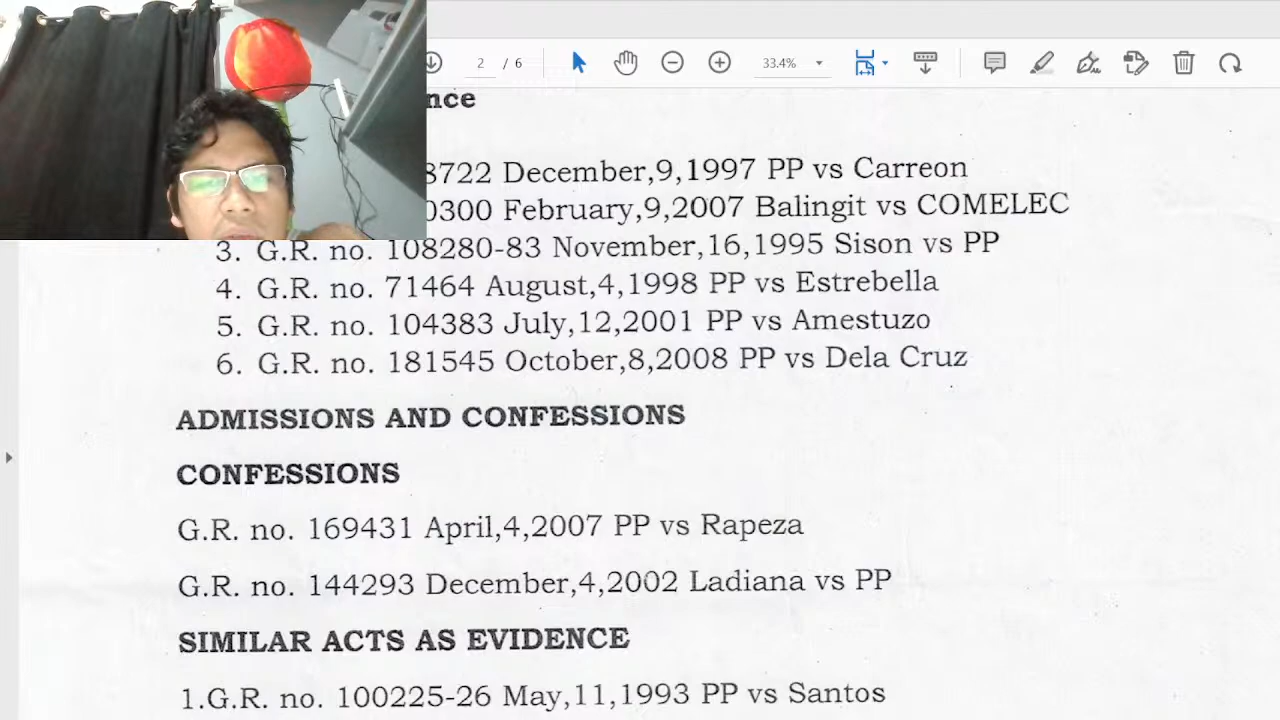 2 / 6 33.4%
nce
8722 December,9,1997 PP vs Carreon
0300 February,9,2007 Balingit vs COMELEC
3. G.R. no. 108280-83 November,16,1995 Sison vs PP
4. G.R. no. 71464 August,4,1998 PP vs Estrebella
5. G.R. no. 104383 July,12,2001 PP vs Amestuzo
6. G.R. no. 181545 October,8,2008 PP vs Dela Cruz
ADMISSIONS AND CONFESSIONS
CONFESSIONS
G.R. no. 169431 April,4,2007 PP vs Rapeza
G.R. no. 144293 December,4,2002 Ladiana vs PP
SIMILAR ACTS AS EVIDENCE
1.G.R. no. 100225-26 May,11,1993 PP vs Santos